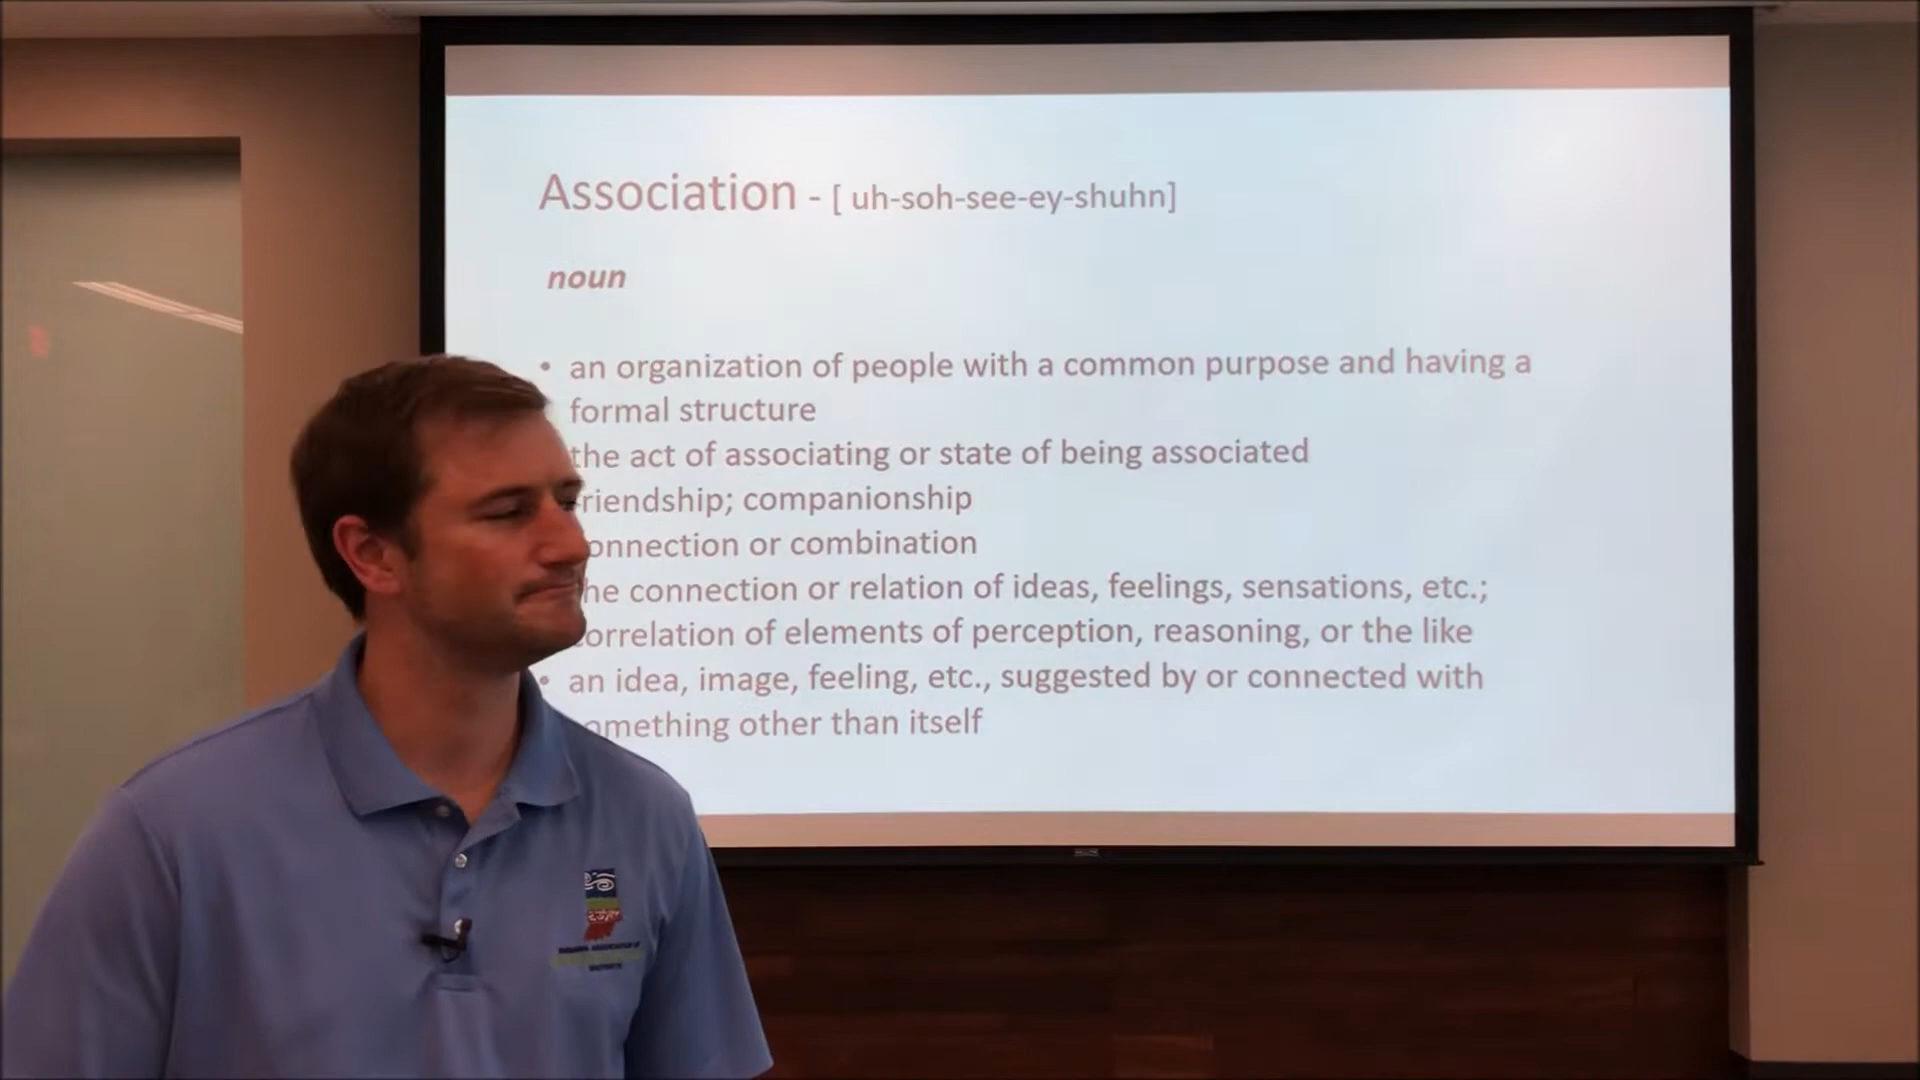 Association - [ uh-soh-see-ey-shuhn]
noun
• an organization of people with a common purpose and having a
formal structure
the act of associating or state of being associated
riendship; companionship
onnection or combination
he connection or relation of ideas, feelings, sensations, etc.;
orrelation of elements of perception, reasoning, or the like
• an idea, image, feeling, etc., suggested by or connected with
omething other than itself